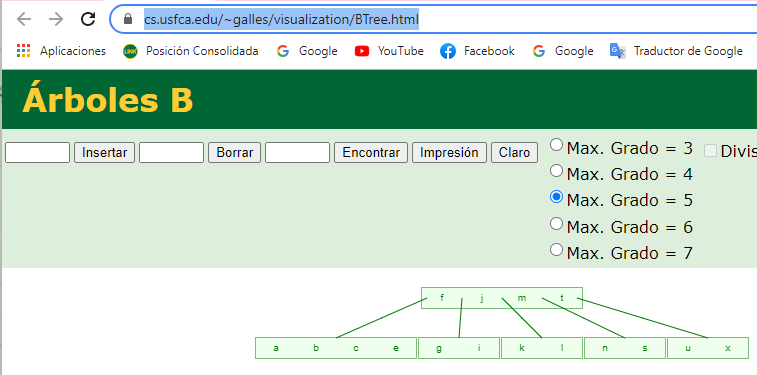 cs.usfca.edu/~galles/visualization/BTree.html
Aplicaciones Posición Consolidada Google YouTube Facebook Google Traductor de Google
Árboles B
Insertar Borrar Encontrar Impresión Claro
Max. Grado = 3 Divis
Max. Grado = 4
Max. Grado = 5
Max. Grado = 6
Max. Grado = 7
f j m t
a b c e g i k l n s u x